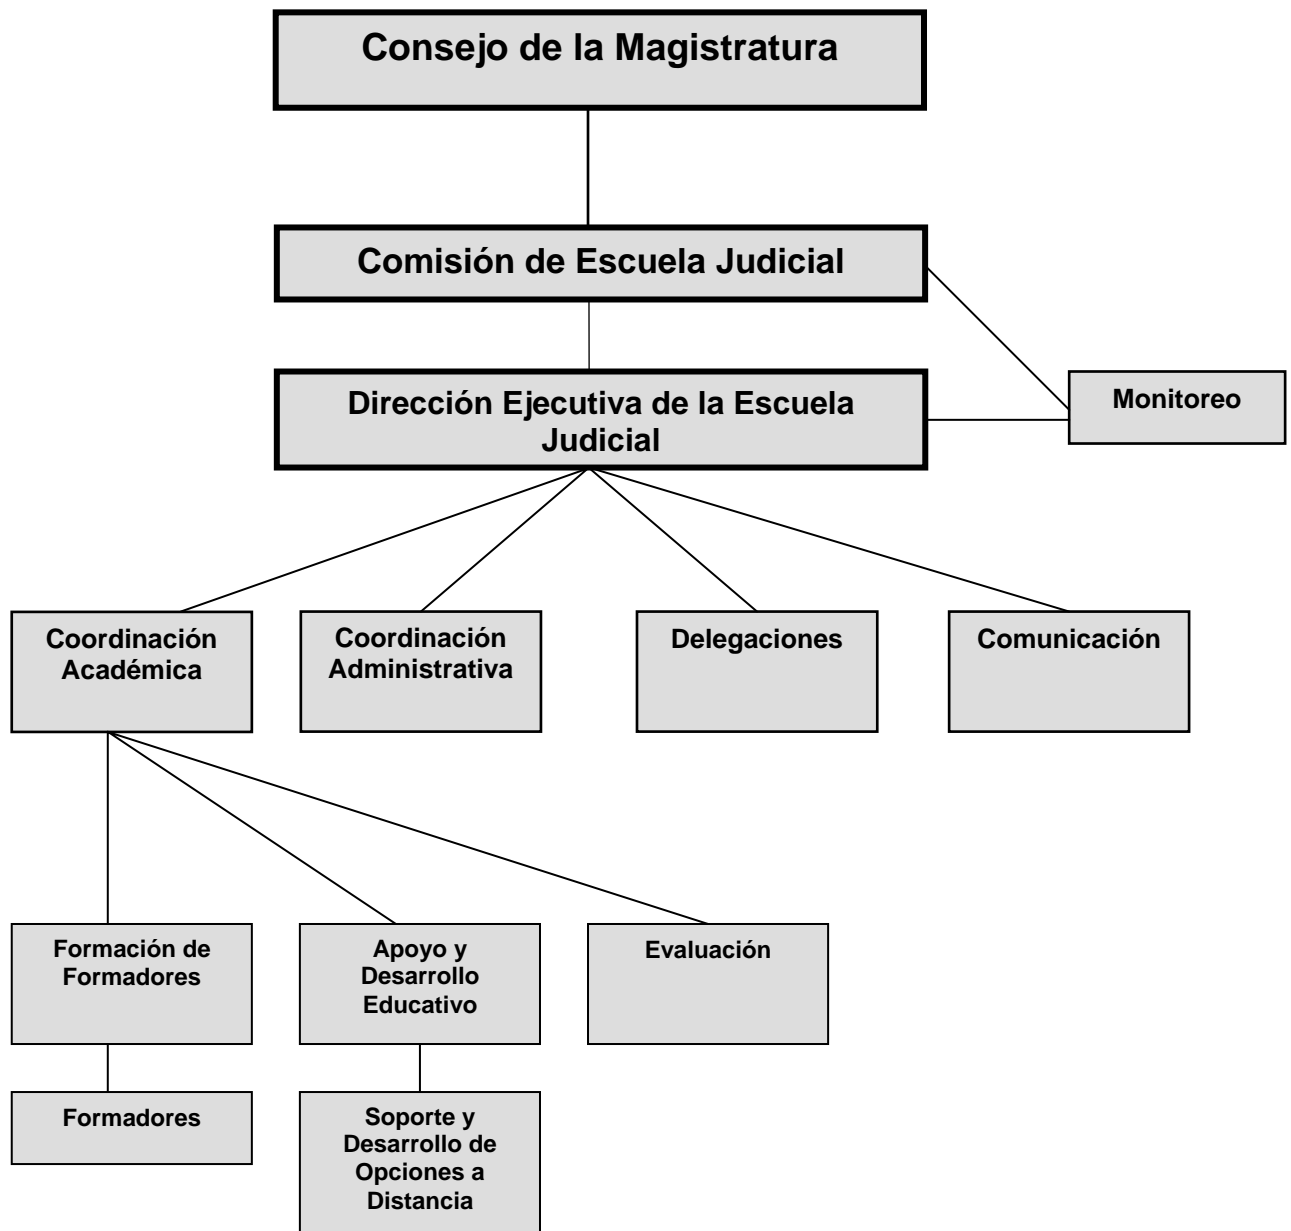 Consejo de la Magistratura
Comisión de Escuela Judicial
Dirección Ejecutiva de la Escuela
Judicial
Monitoreo
Coordinación
Académica
Coordinación
Administrativa
Delegaciones
Comunicación
Formación de
Formadores
Apoyo y
Desarrollo
Educativo
Evaluación
Formadores
Soporte y
Desarrollo de
Opciones a
Distancia